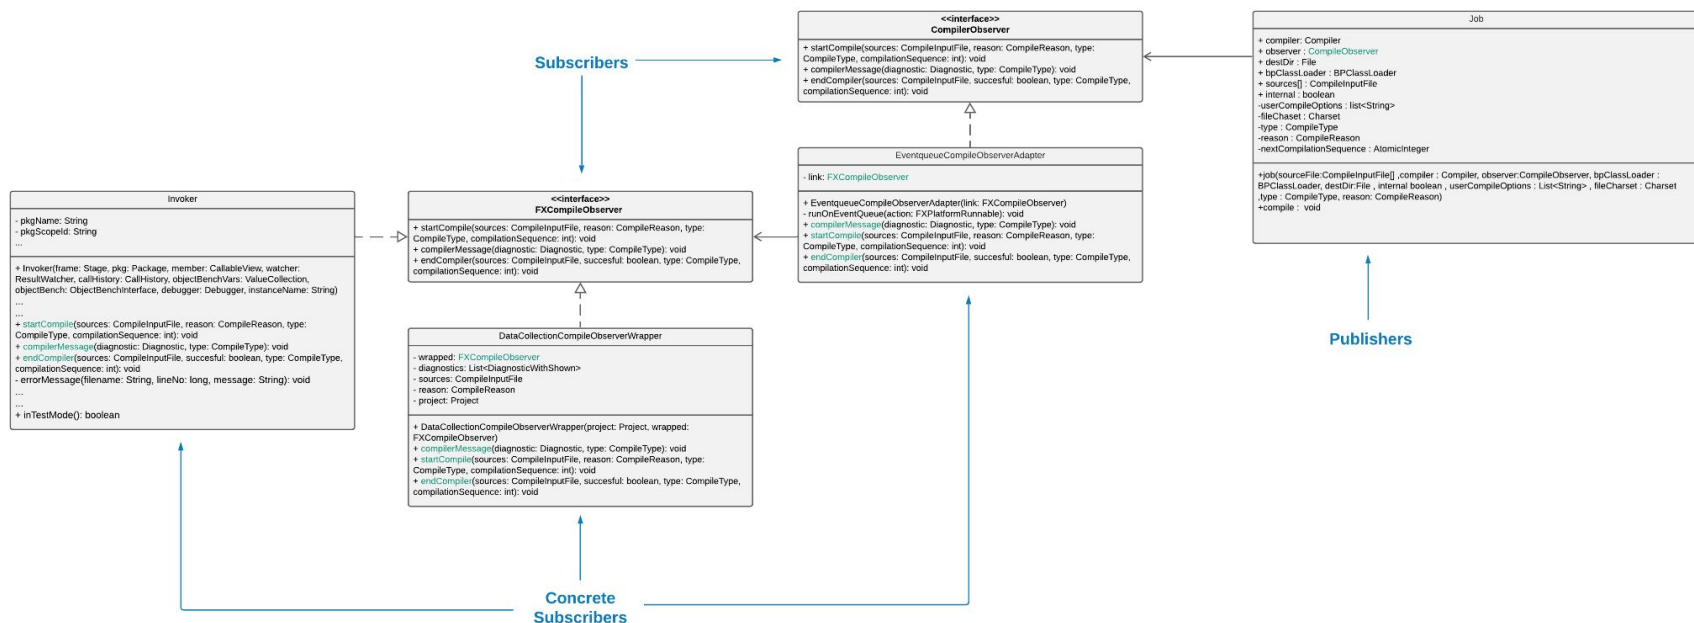 <<interface>>
CompilerObserver
+ startCompile(sources: CompileInputFile, reason: CompileReason, type:
CompileType, compilationSequence: int): void
+ compilerMessage(diagnostic: Diagnostic, type: CompileType): void
+ endCompiler(sources: CompileInputFile, succesful: boolean, type: CompileType,
compilationSequence: int): void
Job
+ compiler: Compiler
+ observer : CompileObserver
+ destDir : File
+ bpClassLoader : BPClassLoader
+ sources[] : CompileInputFile
+ internal : boolean
-userCompileOptions : list<String>
-fileChaset : Charset
-type : CompileType
-reason : CompileReason
-nextCompilationSequence : AtomicInteger
+job(sourceFile:CompileInputFile[] ,compiler : Compiler, observer:CompileObserver, bpClassLoader :
BPClassLoader, destDir:File , internal boolean , userCompileOptions : List<String> , fileCharset : Charset
,type : CompileType, reason: CompileReason)
+compile : void
Subscribers
EventqueueCompileObserverAdapter
- link: FXCompileObserver
+ EventqueueCompileObserverAdapter(link: FXCompileObserver)
- runOnEventQueue(action: FXPlatformRunnable): void
+ compilerMessage(diagnostic: Diagnostic, type: CompileType): void
+ startCompile(sources: CompileInputFile, reason: CompileReason, type:
CompileType, compilationSequence: int): void
+ endCompiler(sources: CompileInputFile, succesful: boolean, type: CompileType,
compilationSequence: int): void
Invoker
- pkgName: String
- pkgScopeId: String
...
+ Invoker(frame: Stage, pkg: Package, member: CallableView, watcher:
ResultWatcher, callHistory: CallHistory, objectBenchVars: ValueCollection,
objectBench: ObjectBenchInterface, debugger: Debugger, instanceName: String)
...
...
+ startCompile(sources: CompileInputFile, reason: CompileReason, type:
CompileType, compilationSequence: int): void
+ compilerMessage(diagnostic: Diagnostic, type: CompileType): void
+ endCompiler(sources: CompileInputFile, succesful: boolean, type: CompileType,
compilationSequence: int): void
- errorMessage(filename: String, lineNo: long, message: String): void
...
...
+ inTestMode(): boolean
<<interface>>
FXCompileObserver
+ startCompile(sources: CompileInputFile, reason: CompileReason, type:
CompileType, compilationSequence: int): void
+ compilerMessage(diagnostic: Diagnostic, type: CompileType): void
+ endCompiler(sources: CompileInputFile, succesful: boolean, type: CompileType,
compilationSequence: int): void
DataCollectionCompileObserverWrapper
- wrapped: FXCompileObserver
- diagnostics: List<DiagnosticWithShown>
- sources: CompileInputFile
- reason: CompileReason
- project: Project
+ DataCollectionCompileObserverWrapper(project: Project, wrapped:
FXCompileObserver)
+ compilerMessage(diagnostic: Diagnostic, type: CompileType): void
+ startCompile(sources: CompileInputFile, reason: CompileReason, type:
CompileType, compilationSequence: int): void
+ endCompiler(sources: CompileInputFile, succesful: boolean, type: CompileType,
compilationSequence: int): void
Publishers
Concrete
Subscribers